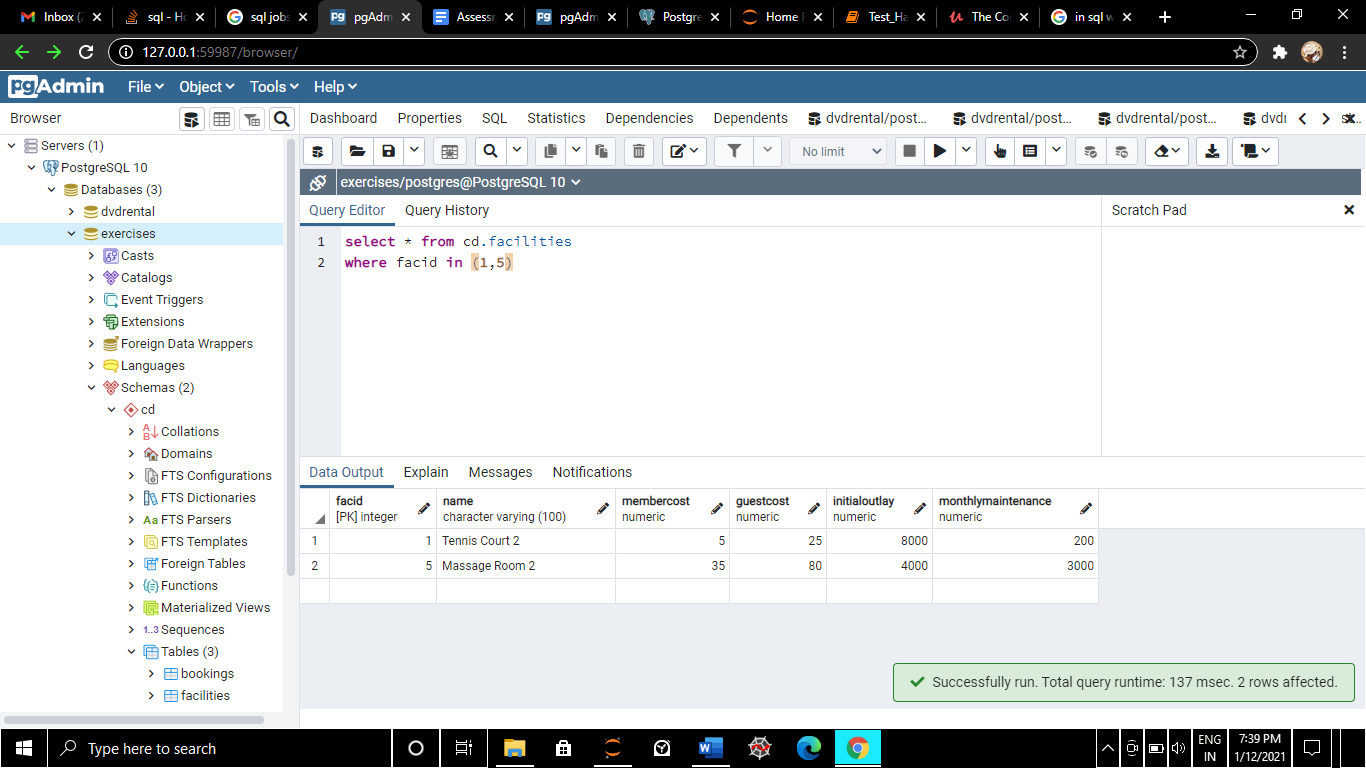 Inbox (2
sql - Ho
sql jobs
pgAdm
Assessm
pgAdm
Postgre
Home P
Test_Ha
The Co
in sql w
127.0.0.1:59987/browser/
pgAdmin File Object Tools Help
Browser
Dashboard Properties SQL Statistics Dependencies Dependents dvdrental/post... dvdrental/post... dvdrental/post...
No limit
exercises/postgres@PostgreSQL 10
Query Editor Query History
Scratch Pad
1 select * from cd.facilities
2 where facid in (1,5)
Servers (1)
PostgreSQL 10
Databases (3)
dvdrental
exercises
Casts
Catalogs
Event Triggers
Extensions
Foreign Data Wrappers
Languages
Schemas (2)
cd
Collations
Domains
FTS Configurations
FTS Dictionaries
FTS Parsers
FTS Templates
Foreign Tables
Functions
Materialized Views
1..3 Sequences
Tables (3)
bookings
facilities
Data Output Explain Messages Notifications
facid name membercost guestcost initialoutlay monthlymaintenance
[PK] integer character varying (100) numeric numeric numeric numeric
1 1 Tennis Court 2 5 25 8000 200
2 5 Massage Room 2 35 80 4000 3000
Successfully run. Total query runtime: 137 msec. 2 rows affected.
Type here to search
ENG
IN
7:39 PM
1/12/2021